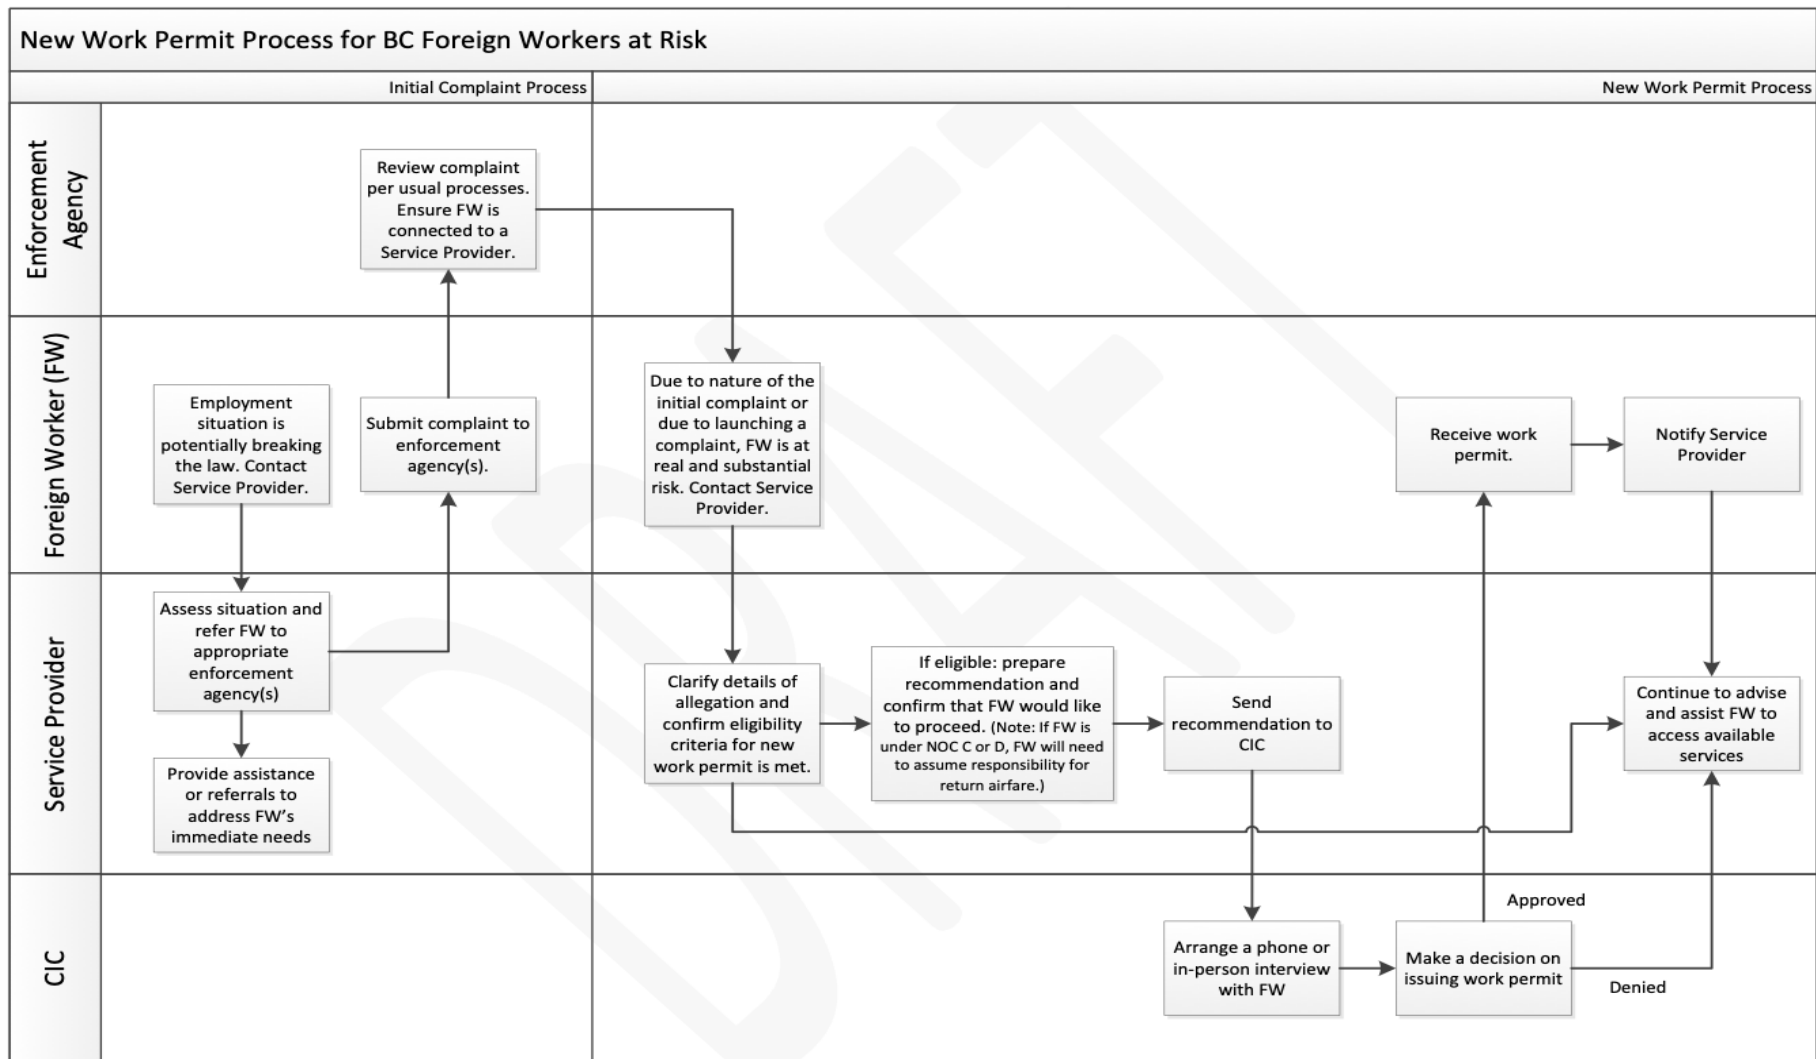 New Work Permit Process for BC Foreign Workers at Risk
Initial Complaint Process
New Work Permit Process
Enforcement
Agency
Review complaint
per usual processes.
Ensure FW is
connected to a
Service Provider.
Foreign Worker (FW)
Employment
situation is
potentially breaking
the law. Contact
Service Provider.
Submit complaint to
enforcement
agency(s).
Due to nature of the
initial complaint or
due to launching a
complaint, FW is at
real and substantial
risk. Contact Service
Provider.
Receive work
permit.
Notify Service
Provider
Service Provider
Assess situation and
refer FW to
appropriate
enforcement
agency(s)
Provide assistance
or referrals to
address FW's
immediate needs
Clarify details of
allegation and
confirm eligibility
criteria for new
work permit is met.
If eligible: prepare
recommendation and
confirm that FW would like
to proceed. (Note: If FW is
under NOC C or D, FW will need
to assume responsibility for
return airfare.)
Send
recommendation to
CIC
Continue to advise
and assist FW to
access available
services
CIC
Arrange a phone or
in-person interview
with FW
Make a decision on
issuing work permit
Approved
Denied
DRAFT